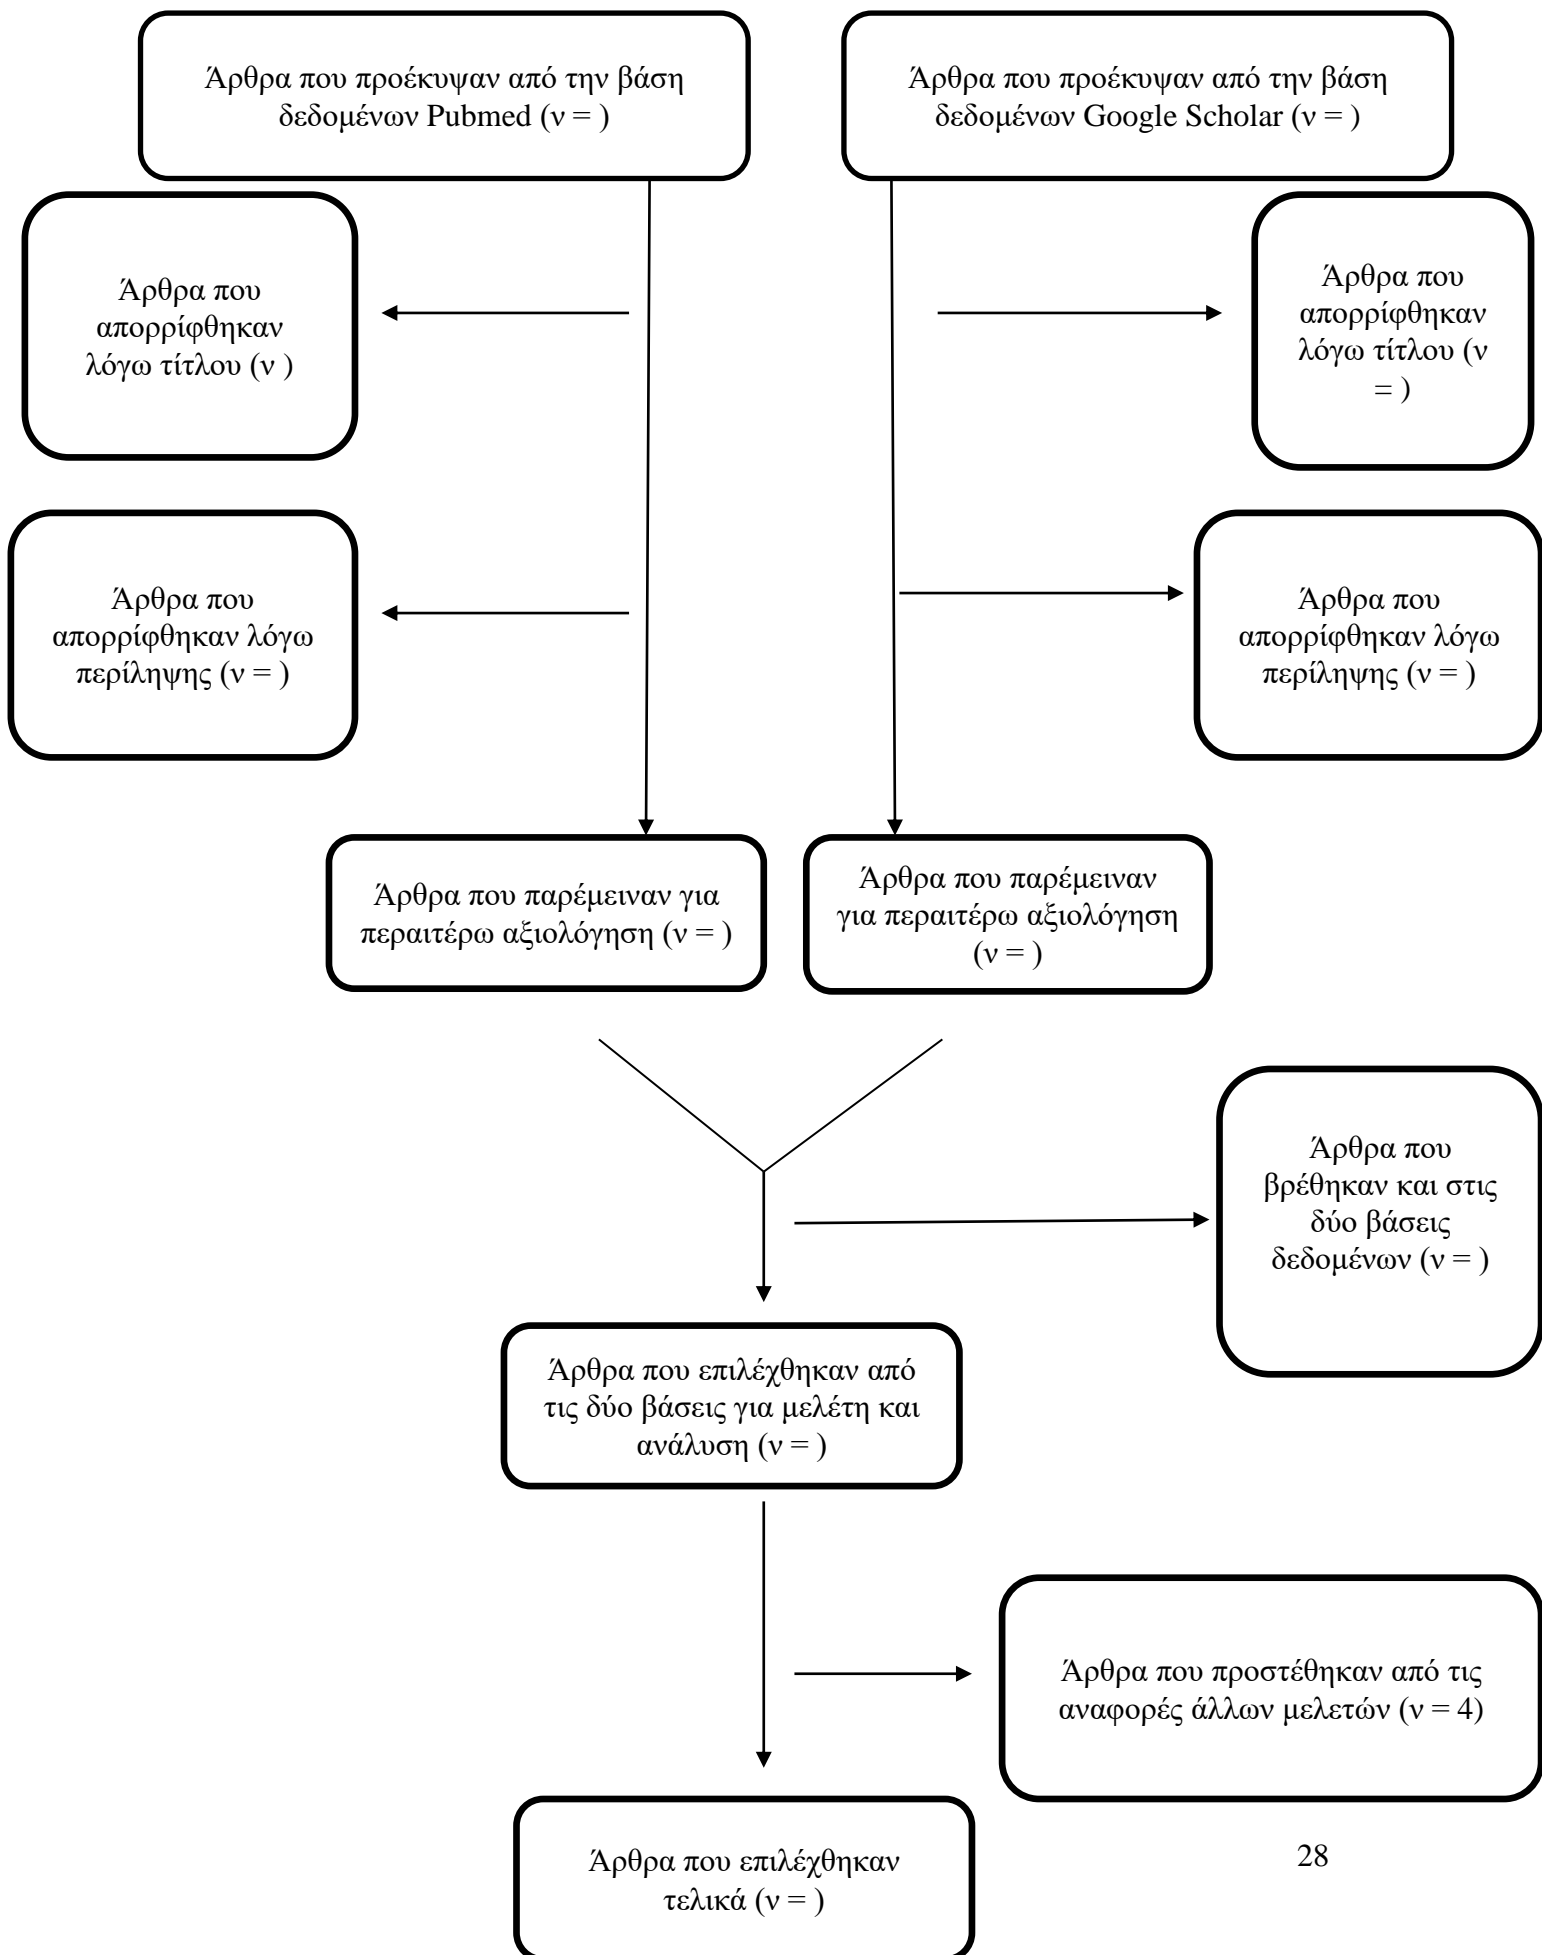 Άρθρα που προέκυψαν από την βάση
δεδομένων Pubmed (ν = )
Άρθρα που προέκυψαν από την βάση
δεδομένων Google Scholar (ν = )
Άρθρα που
απορρίφθηκαν
λόγω τίτλου (ν )
Άρθρα που
απορρίφθηκαν
λόγω τίτλου (ν
= )
Άρθρα που
απορρίφθηκαν λόγω
περίληψης (ν = )
Άρθρα που
απορρίφθηκαν λόγω
περίληψης (ν = )
Άρθρα που παρέμειναν για
περαιτέρω αξιολόγηση (ν = )
Άρθρα που παρέμειναν
για περαιτέρω αξιολόγηση
(ν = )
Άρθρα που
βρέθηκαν και στις
δύο βάσεις
δεδομένων (ν = )
Άρθρα που επιλέχθηκαν από
τις δύο βάσεις για μελέτη και
ανάλυση (ν = )
Άρθρα που προστέθηκαν από τις
αναφορές άλλων μελετών (ν = 4)
Άρθρα που επιλέχθηκαν
τελικά (ν = )
28